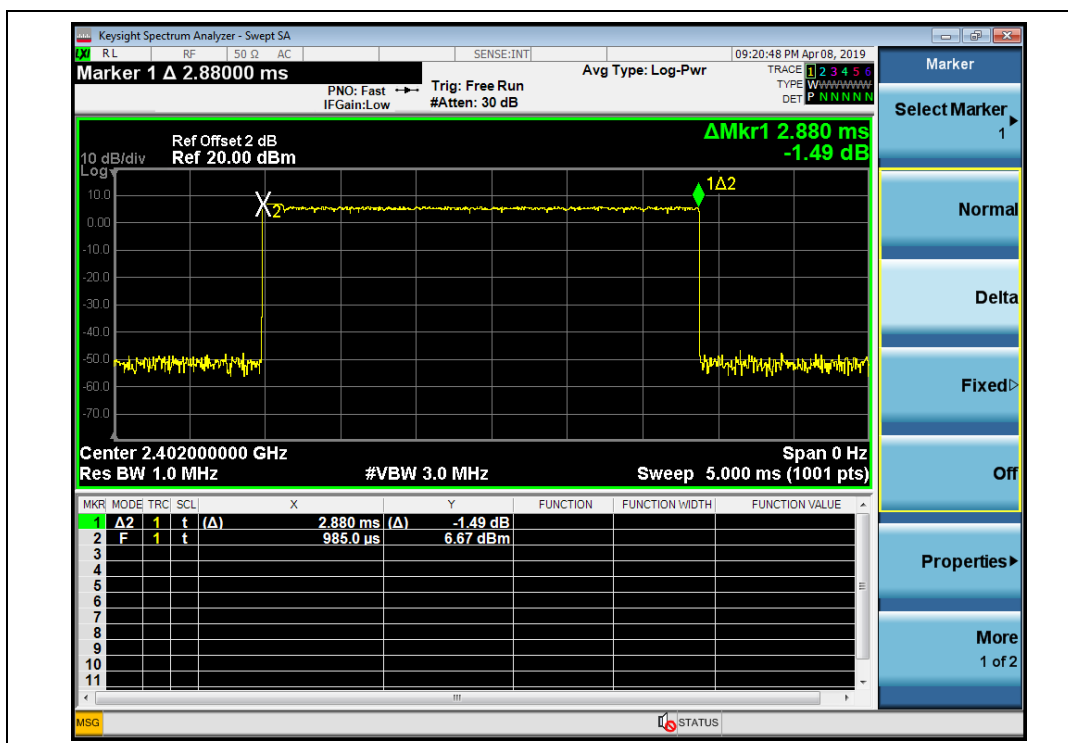 Keysight Spectrum Analyzer - Swept SA
LXI RL RF 50 Ω AC SENSE:INT 09:20:48 PM Apr 08, 2019
Marker 1 Δ 2.88000 ms
PNO: Fast
IFGain:Low
Trig: Free Run
#Atten: 30 dB
Avg Type: Log-Pwr
TRACE 1 2 3 4 5 6
TYPE WWWWWW
DET P N N N N N
ΔMkr1 2.880 ms
-1.49 dB
Ref Offset 2 dB
10 dB/div Ref 20.00 dBm
Log
1Δ2
10.0
X2
0.00
-10.0
-20.0
-30.0
-40.0
-50.0
-60.0
-70.0
Center 2.402000000 GHz Span 0 Hz
Res BW 1.0 MHz #VBW 3.0 MHz Sweep 5.000 ms (1001 pts)
MKR MODE TRC SCL X Y FUNCTION FUNCTION WIDTH FUNCTION VALUE
1 Δ2 1 t (Δ) 2.880 ms (Δ) -1.49 dB
2 F 1 t 985.0 µs 6.67 dBm
3
4
5
6
7
8
9
10
11
MSG STATUS
Marker
Select Marker
1
Normal
Delta
Fixed
Off
Properties
More
1 of 2